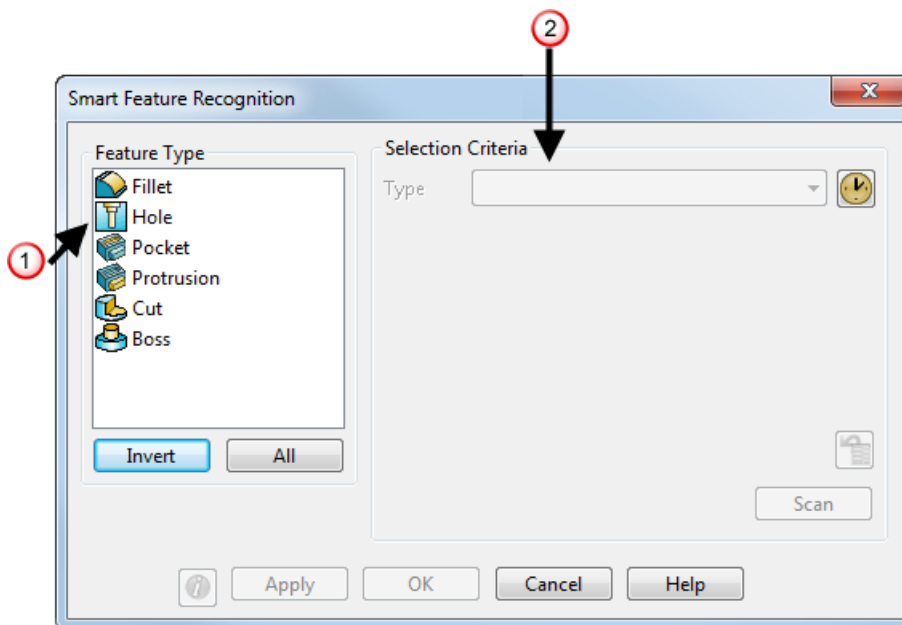 2
Smart Feature Recognition
Feature Type
Selection Criteria
Fillet
Type
Hole
1
Pocket
Protrusion
Cut
Boss
Invert
All
Scan
Apply
OK
Cancel
Help